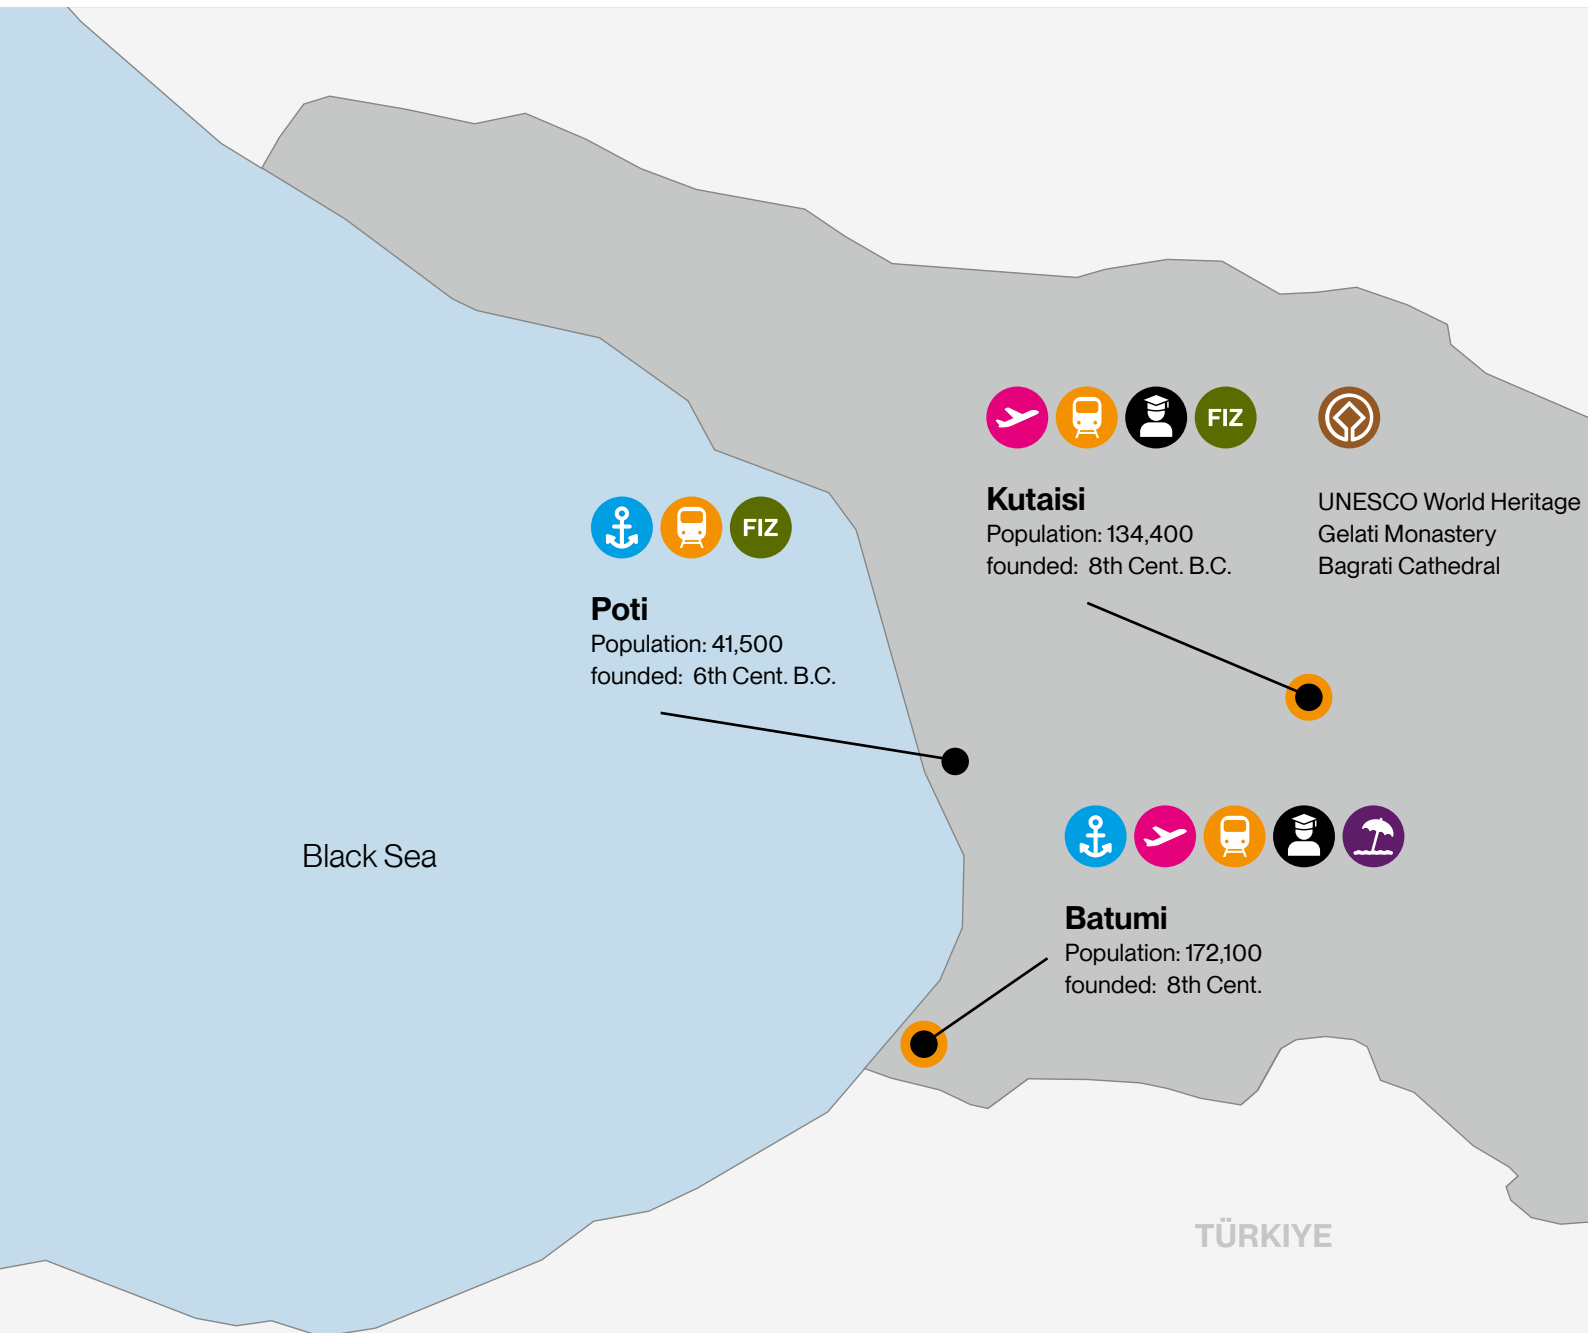 FIZ
Kutaisi
Population: 134,400
founded: 8th Cent. B.C.
UNESCO World Heritage
Gelati Monastery
Bagrati Cathedral
FIZ
Poti
Population: 41,500
founded: 6th Cent. B.C.
Black Sea
Batumi
Population: 172,100
founded: 8th Cent.
TÜRKIYE